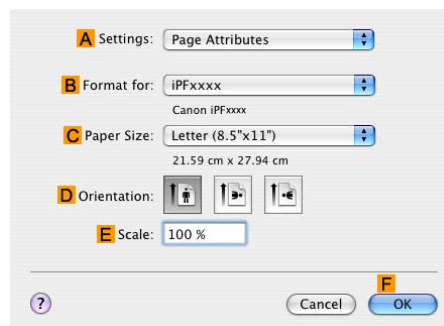 A Settings: Page Attributes
B Format for: iPFxxxx
Canon iPFxxxx
C Paper Size: Letter (8.5"x11")
21.59 cm x 27.94 cm
D Orientation:
E Scale: 100 %
F
? Cancel OK